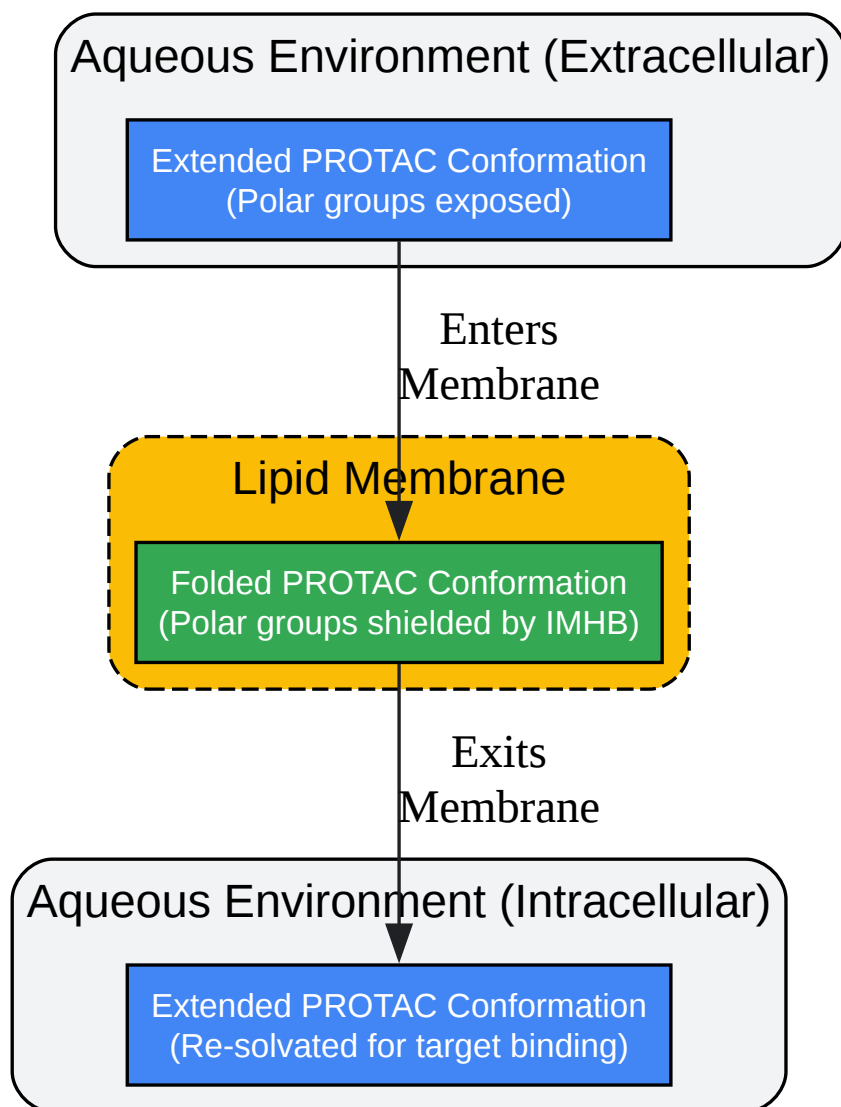 Aqueous Environment (Extracellular)
Extended PROTAC Conformation
(Polar groups exposed)
Enters
Membrane
Lipid Membrane
Folded PROTAC Conformation
(Polar groups shielded by IMHB)
Exits
Membrane
Aqueous Environment (Intracellular)
Extended PROTAC Conformation
(Re-solvated for target binding)